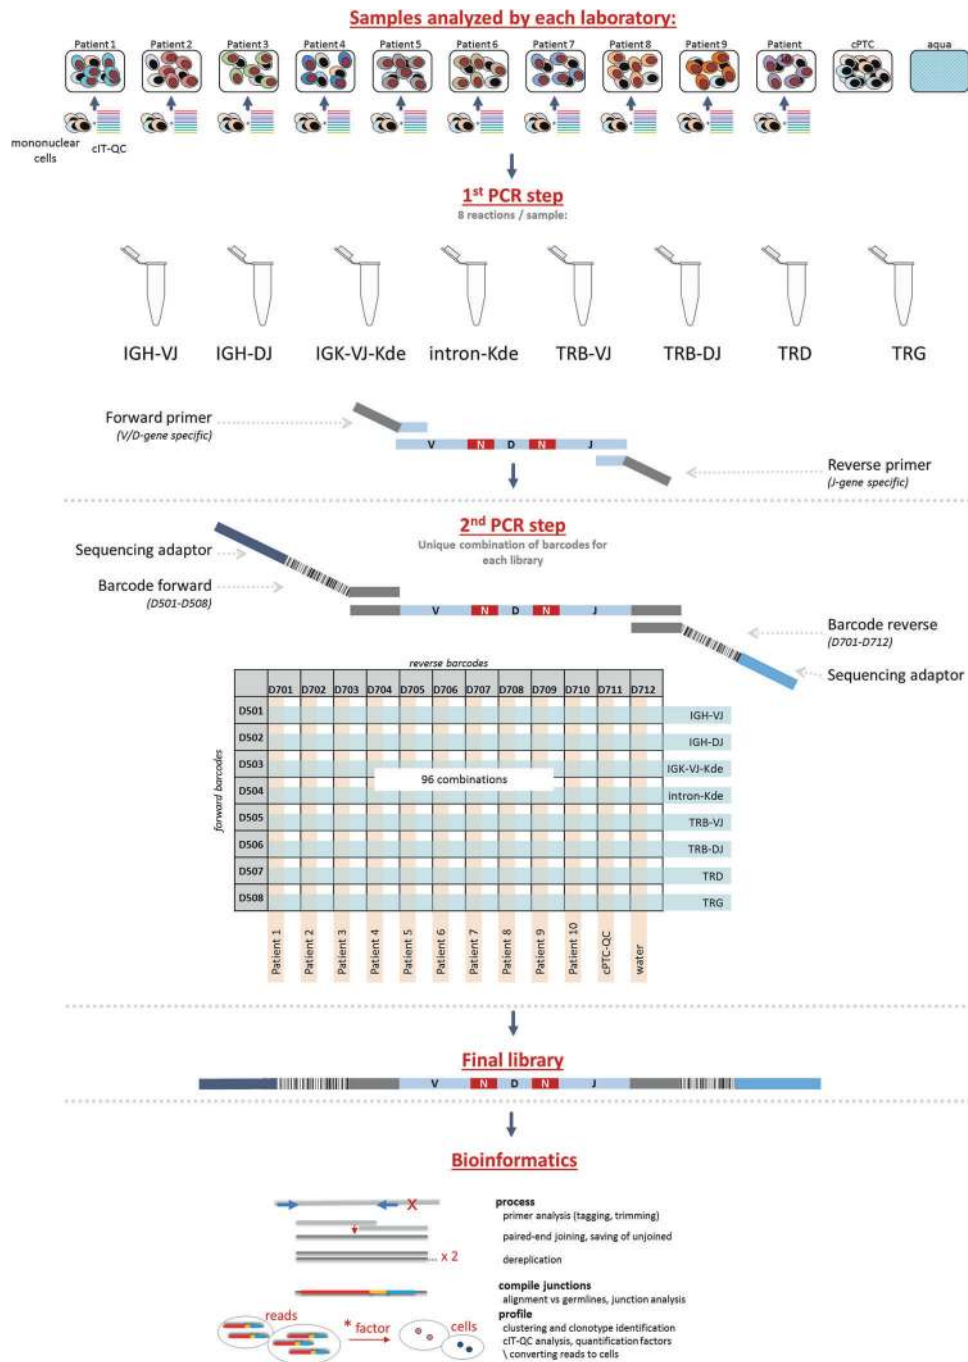 Samples analyzed by each laboratory:
Patient 1 Patient 2 Patient 3 Patient 4 Patient 5 Patient 6 Patient 7 Patient 8 Patient 9 Patient cPTC aqua
10
mononuclear
cells
cIT-QC
1st PCR step
8 reactions / sample:
IGH-VJ IGH-DJ IGK-VJ-Kde intron-Kde TRB-VJ TRB-DJ TRD TRG
Forward primer
(V/D-gene specific)
V N D N J
Reverse primer
(J-gene specific)
2nd PCR step
Unique combination of barcodes for
each library
Sequencing adaptor
Barcode forward
(D501-D508)
V N D N J
Barcode reverse
(D701-D712)
Sequencing adaptor
reverse barcodes
D701 D702 D703 D704 D705 D706 D707 D708 D709 D710 D711 D712
forward barcodes
D501 IGH-VJ
D502 IGH-DJ
D503 IGK-VJ-Kde
96 combinations
D504 intron-Kde
D505 TRB-VJ
D506 TRB-DJ
D507 TRD
D508 TRG
Patient 1
Patient 2
Patient 3
Patient 4
Patient 5
Patient 6
Patient 7
Patient 8
Patient 9
Patient 10
cPTC-QC
water
Final library
V N D N J
Bioinformatics
X
process
primer analysis (tagging, trimming)
paired-end joining, saving of unjoined
... x 2
dereplication
compile junctions
alignment vs germlines, junction analysis
reads
* factor
cells
profile
clustering and clonotype identification
cIT-QC analysis, quantification factors
\ converting reads to cells